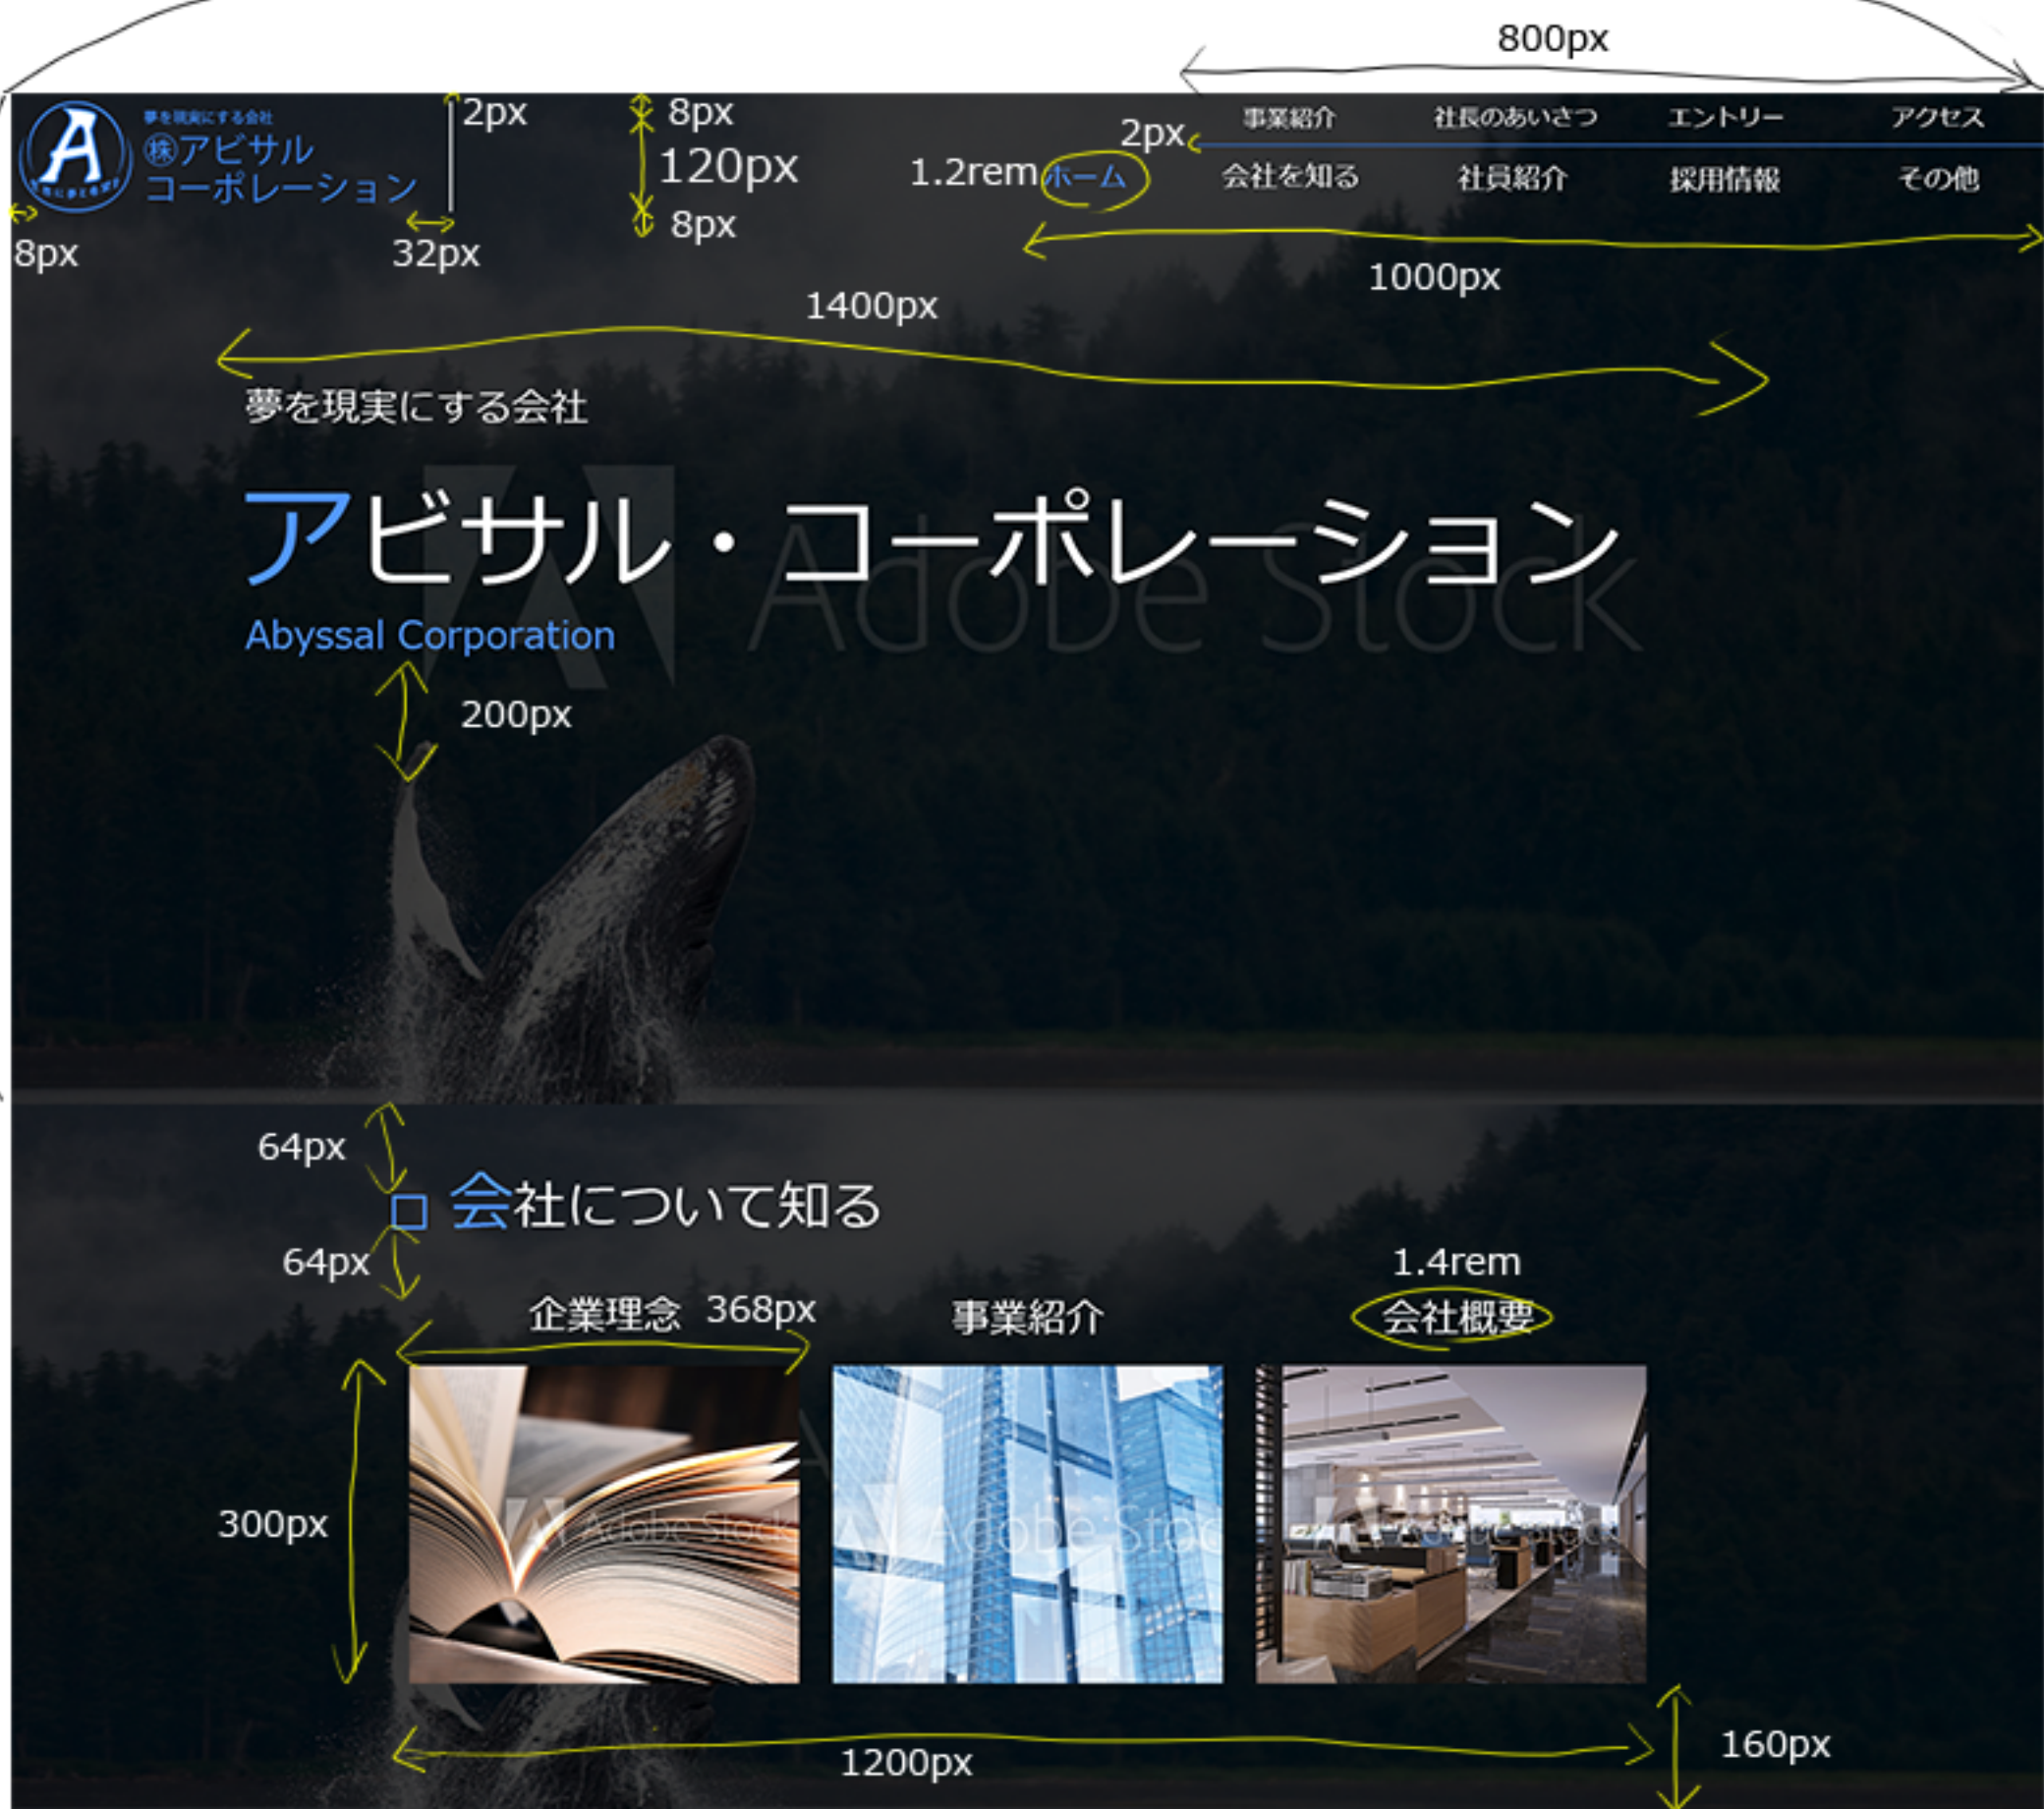 800px
夢を現実にする会社
㈱アビサル
コーポレーション
2px
8px
120px
8px
8px
32px
事業紹介 社長のあいさつ エントリー アクセス
2px
1.2rem ホーム 会社を知る 社員紹介 採用情報 その他
1000px
1400px
夢を現実にする会社
アビサル・コーポレーション
Adobe Stock
Abyssal Corporation
200px
64px
□ 会社について知る
64px
1.4rem
企業理念 368px 事業紹介 会社概要
300px
Adobe Stock
Adobe Stoc
Adobe Stock
1200px
160px